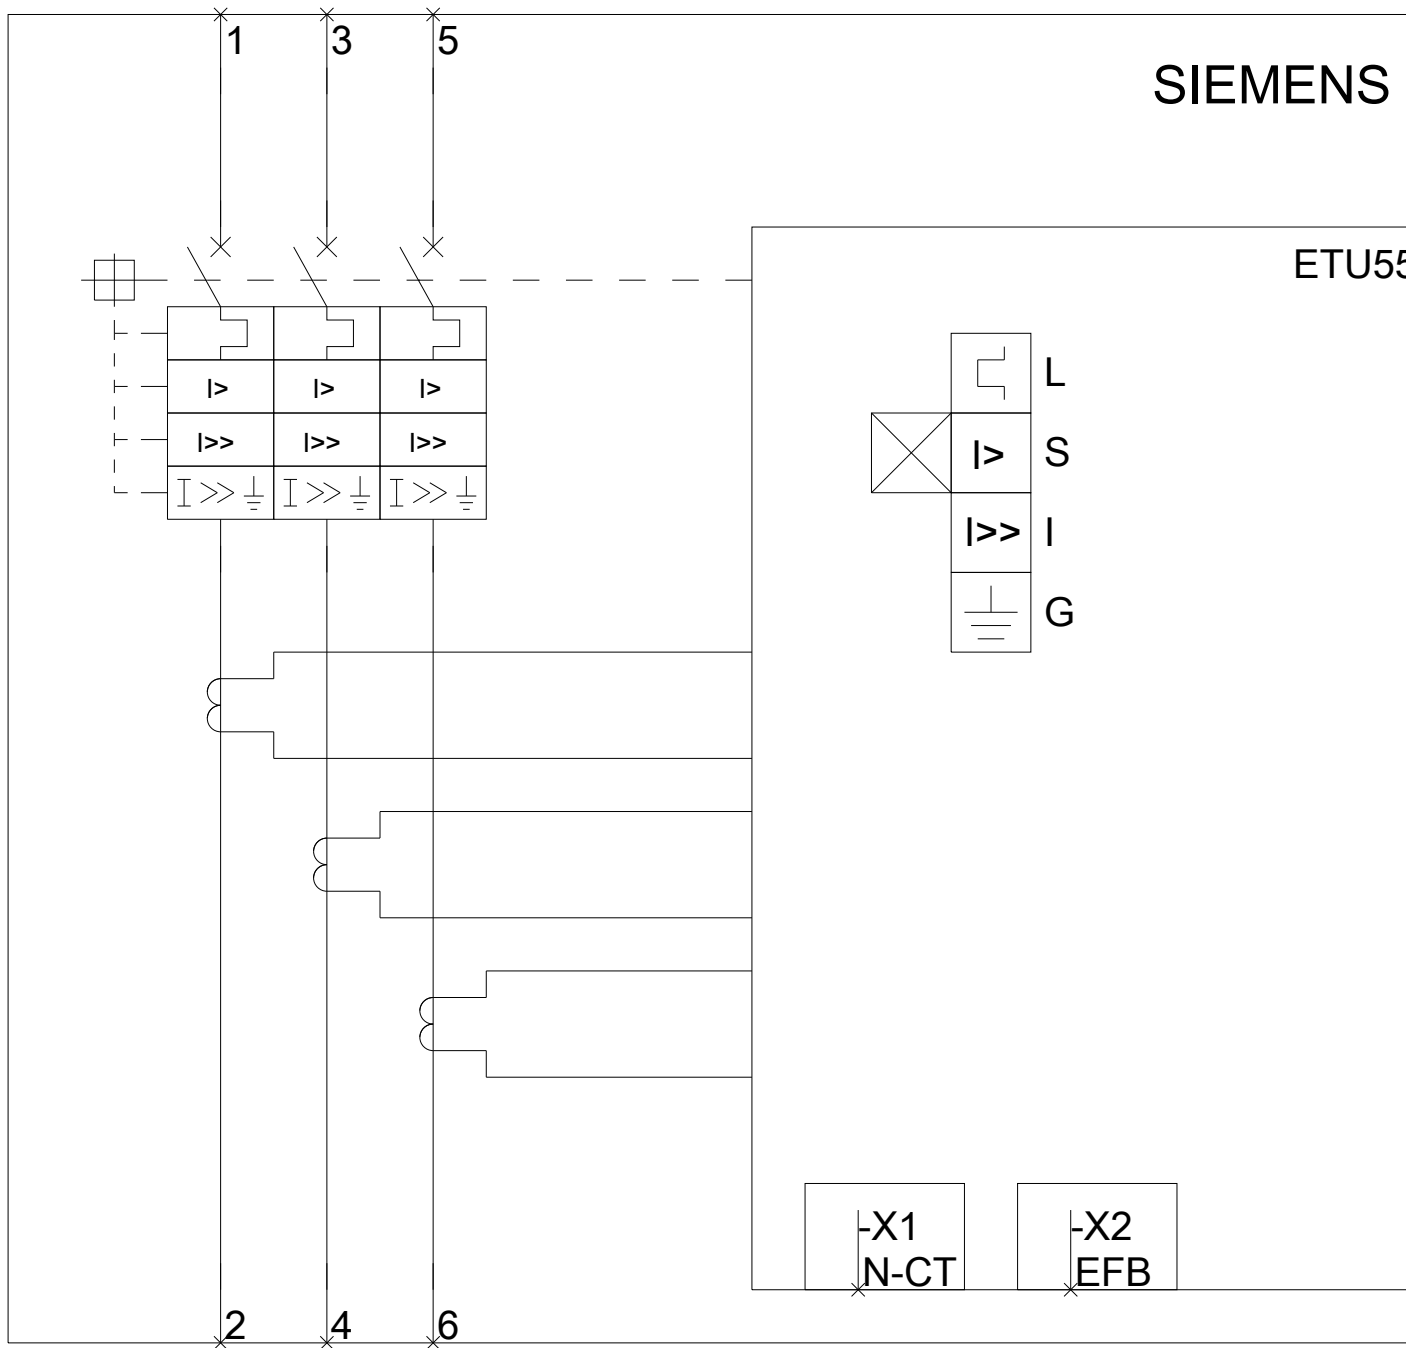 1 3 5
SIEMENS
ETU55
I> I> I>
I>> I>> I>>
I >> I >> I >>
L
I> S
I>> I
G
-X1
N-CT
-X2
EFB
2 4 6